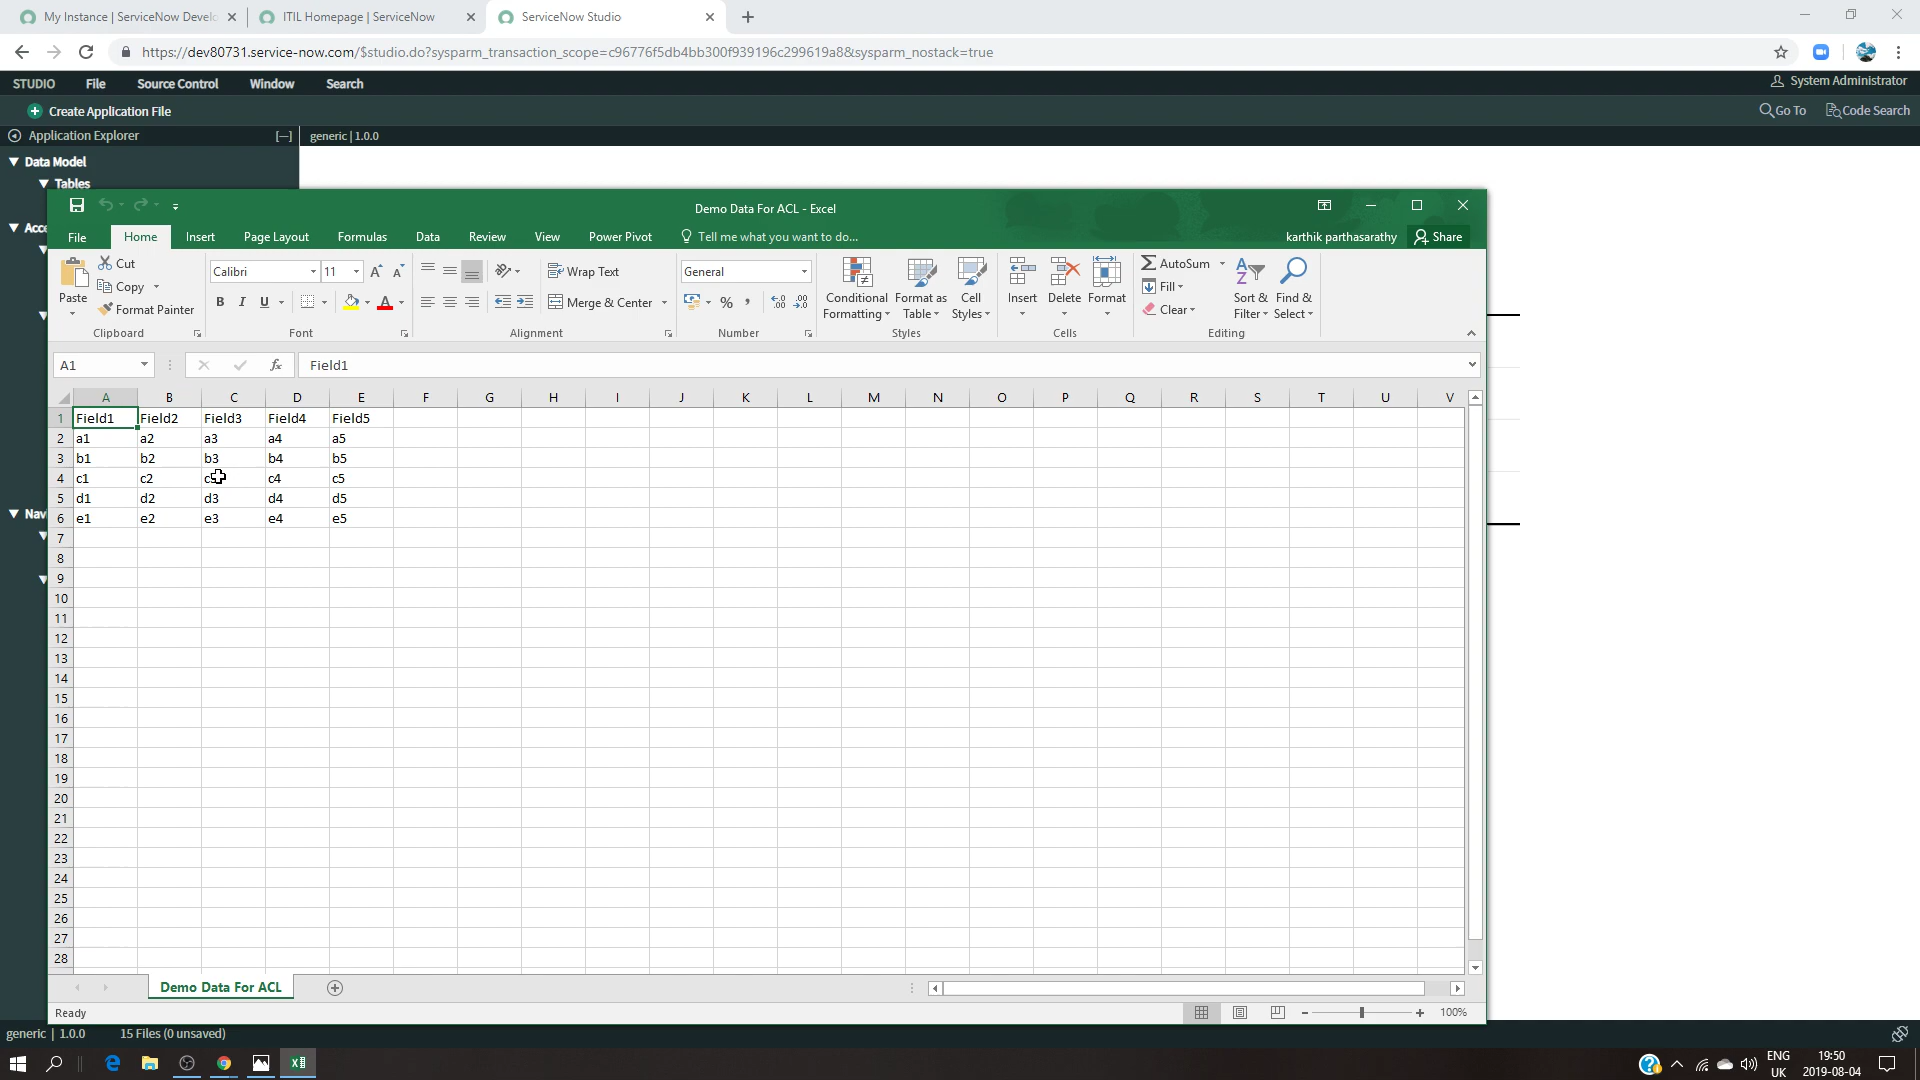 My Instance | ServiceNow Develo
ITIL Homepage | ServiceNow
ServiceNow Studio
https://dev80731.service-now.com/$studio.do?sysparm_transaction_scope=c96776f5db4bb300f939196c299619a8&sysparm_nostack=true
STUDIO File Source Control Window Search System Administrator
Create Application File Go To Code Search
Application Explorer [—] generic | 1.0.0
Data Model
Tables
Demo Data For ACL - Excel
File Home Insert Page Layout Formulas Data Review View Power Pivot Tell me what you want to do... karthik parthasarathy Share
Paste Cut Copy Format Painter
Calibri 11
B I U
Wrap Text
Merge & Center
General
Conditional Formatting Format as Table Cell Styles
Insert Delete Format
AutoSum Fill Clear
Sort & Filter Find & Select
Clipboard Font Alignment Number Styles Cells Editing
A1 fx Field1
A B C D E F G H I J K L M N O P Q R S T U V
1 Field1 Field2 Field3 Field4 Field5
2 a1 a2 a3 a4 a5
3 b1 b2 b3 b4 b5
4 c1 c2 c4 c5
5 d1 d2 d3 d4 d5
6 e1 e2 e3 e4 e5
7
8
9
10
11
12
13
14
15
16
17
18
19
20
21
22
23
24
25
26
27
28
Demo Data For ACL
Ready 100%
generic | 1.0.0 15 Files (0 unsaved)
ENG 19:50
UK 2019-08-04